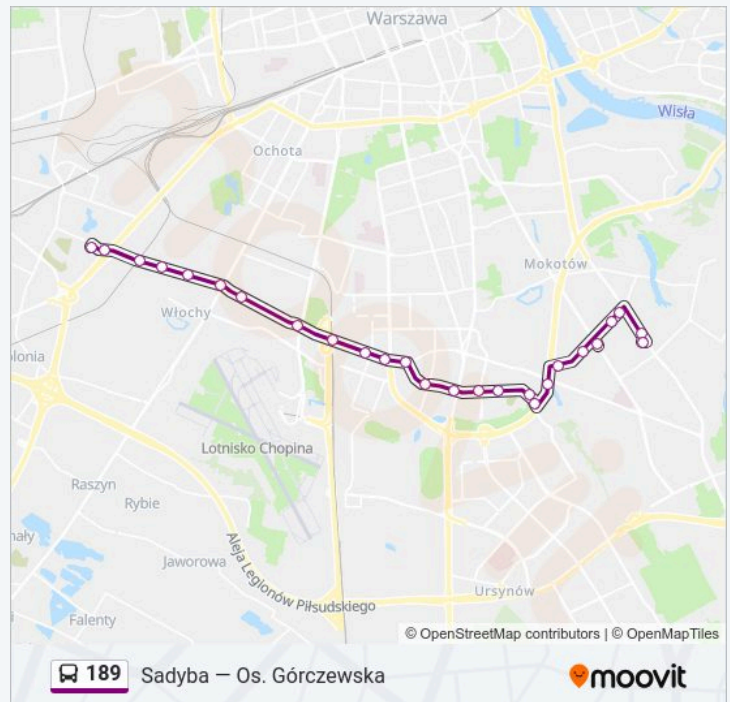 Warszawa
Wisła
Ochota
Mokotów
Włochy
olonia
Lotnisko Chopina
Raszyn
Rybie
ały
Jaworowa
Aleja Legionów Piłsudskiego
Ursynów
Falenty
© OpenStreetMap contributors | © OpenMapTiles
189 Sadyba — Os. Górczewska
moovit